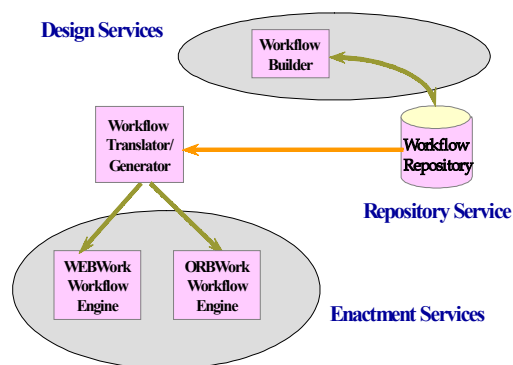 Design Services
Workflow
Builder
Workflow
Translator/
Generator
Workflow
Repository
Repository Service
WEBWork
Workflow
Engine
ORBWork
Workflow
Engine
Enactment Services